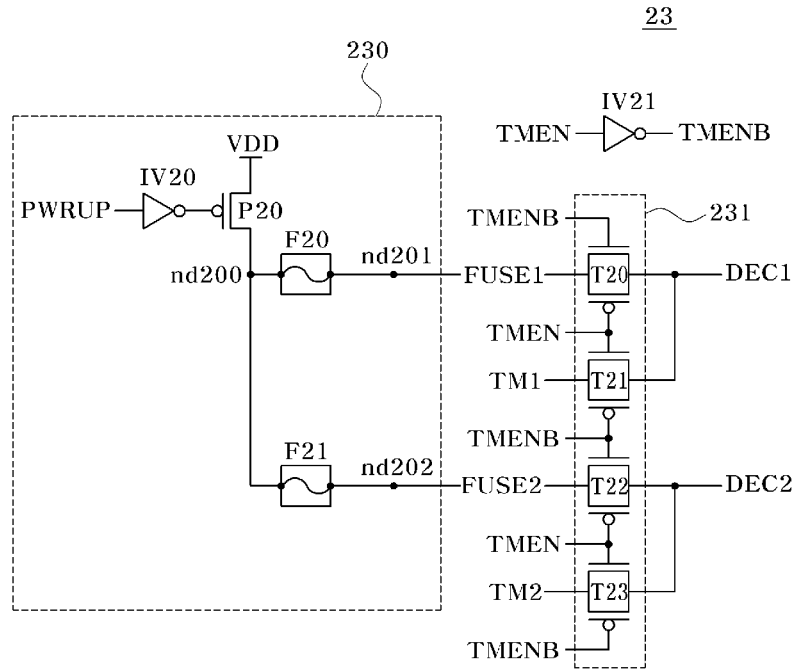 23
230
IV21
TMEN
TMENB
VDD
IV20
PWRUP
P20
TMENB
231
F20
nd200
nd201
FUSE1
T20
DEC1
TMEN
TM1
T21
F21
TMENB
nd202
FUSE2
T22
DEC2
TMEN
TM2
T23
TMENB